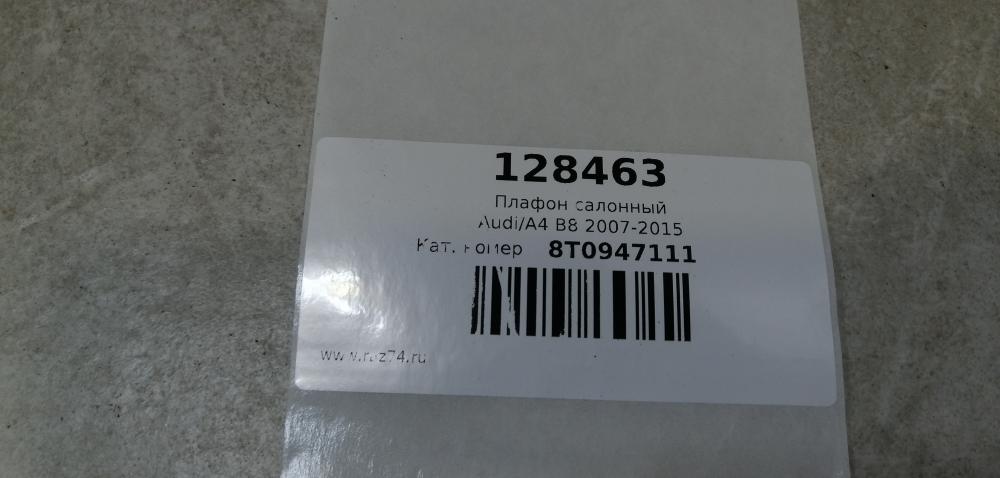 128463
Плафон салонный
Audi/A4 B8 2007-2015
Кат. номер 8T0947111